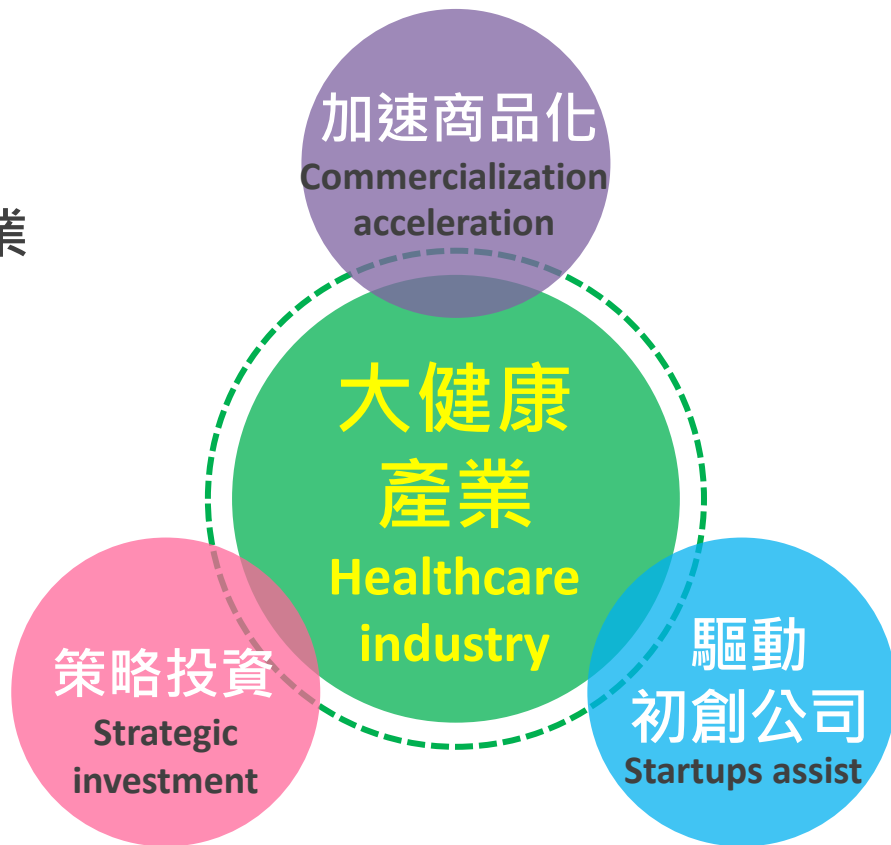 加速商品化
Commercialization
acceleration
業
大健康
產業
Healthcare
industry
策略投資
Strategic
investment
驅動
初創公司
Startups assist